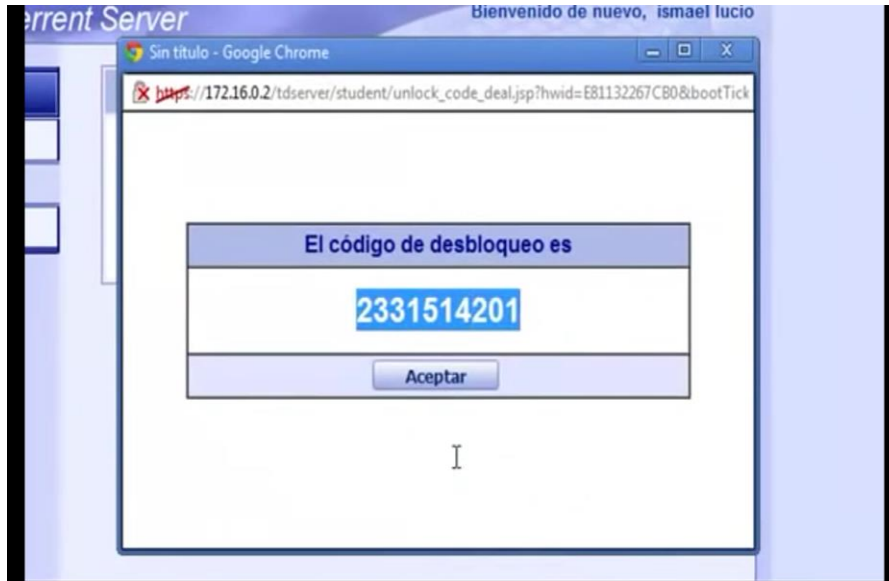 Server
Bienvenido de nuevo, ismael lucio
Sin título - Google Chrome
https://172.16.0.2/tdserver/student/unlock_code_deal.jsp?hwid=E81132267CB0&bootTick
El código de desbloqueo es
2331514201
Aceptar